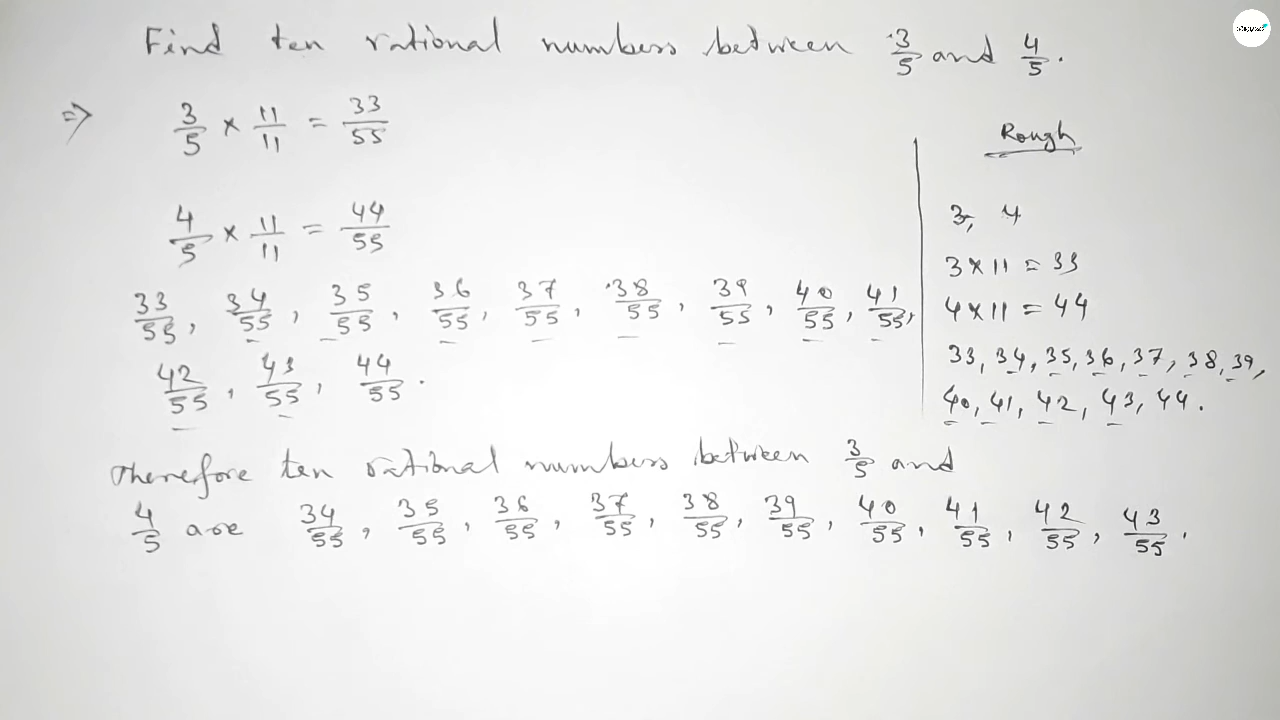 Find ten rational numbers between 3/5 and 4/5.
=> 3/5 × 11/11 = 33/55
4/5 × 11/11 = 44/55
33/55, 34/55, 35/55, 36/55, 37/55, 38/55, 39/55, 40/55, 41/55,
42/55, 43/55, 44/55.
Rough
3, 4
3 × 11 = 33
4 × 11 = 44
33, 34, 35, 36, 37, 38, 39,
40, 41, 42, 43, 44.
Therefore ten rational numbers between 3/5 and
4/5 are 34/55, 35/55, 36/55, 37/55, 38/55, 39/55, 40/55, 41/55, 42/55, 43/55.